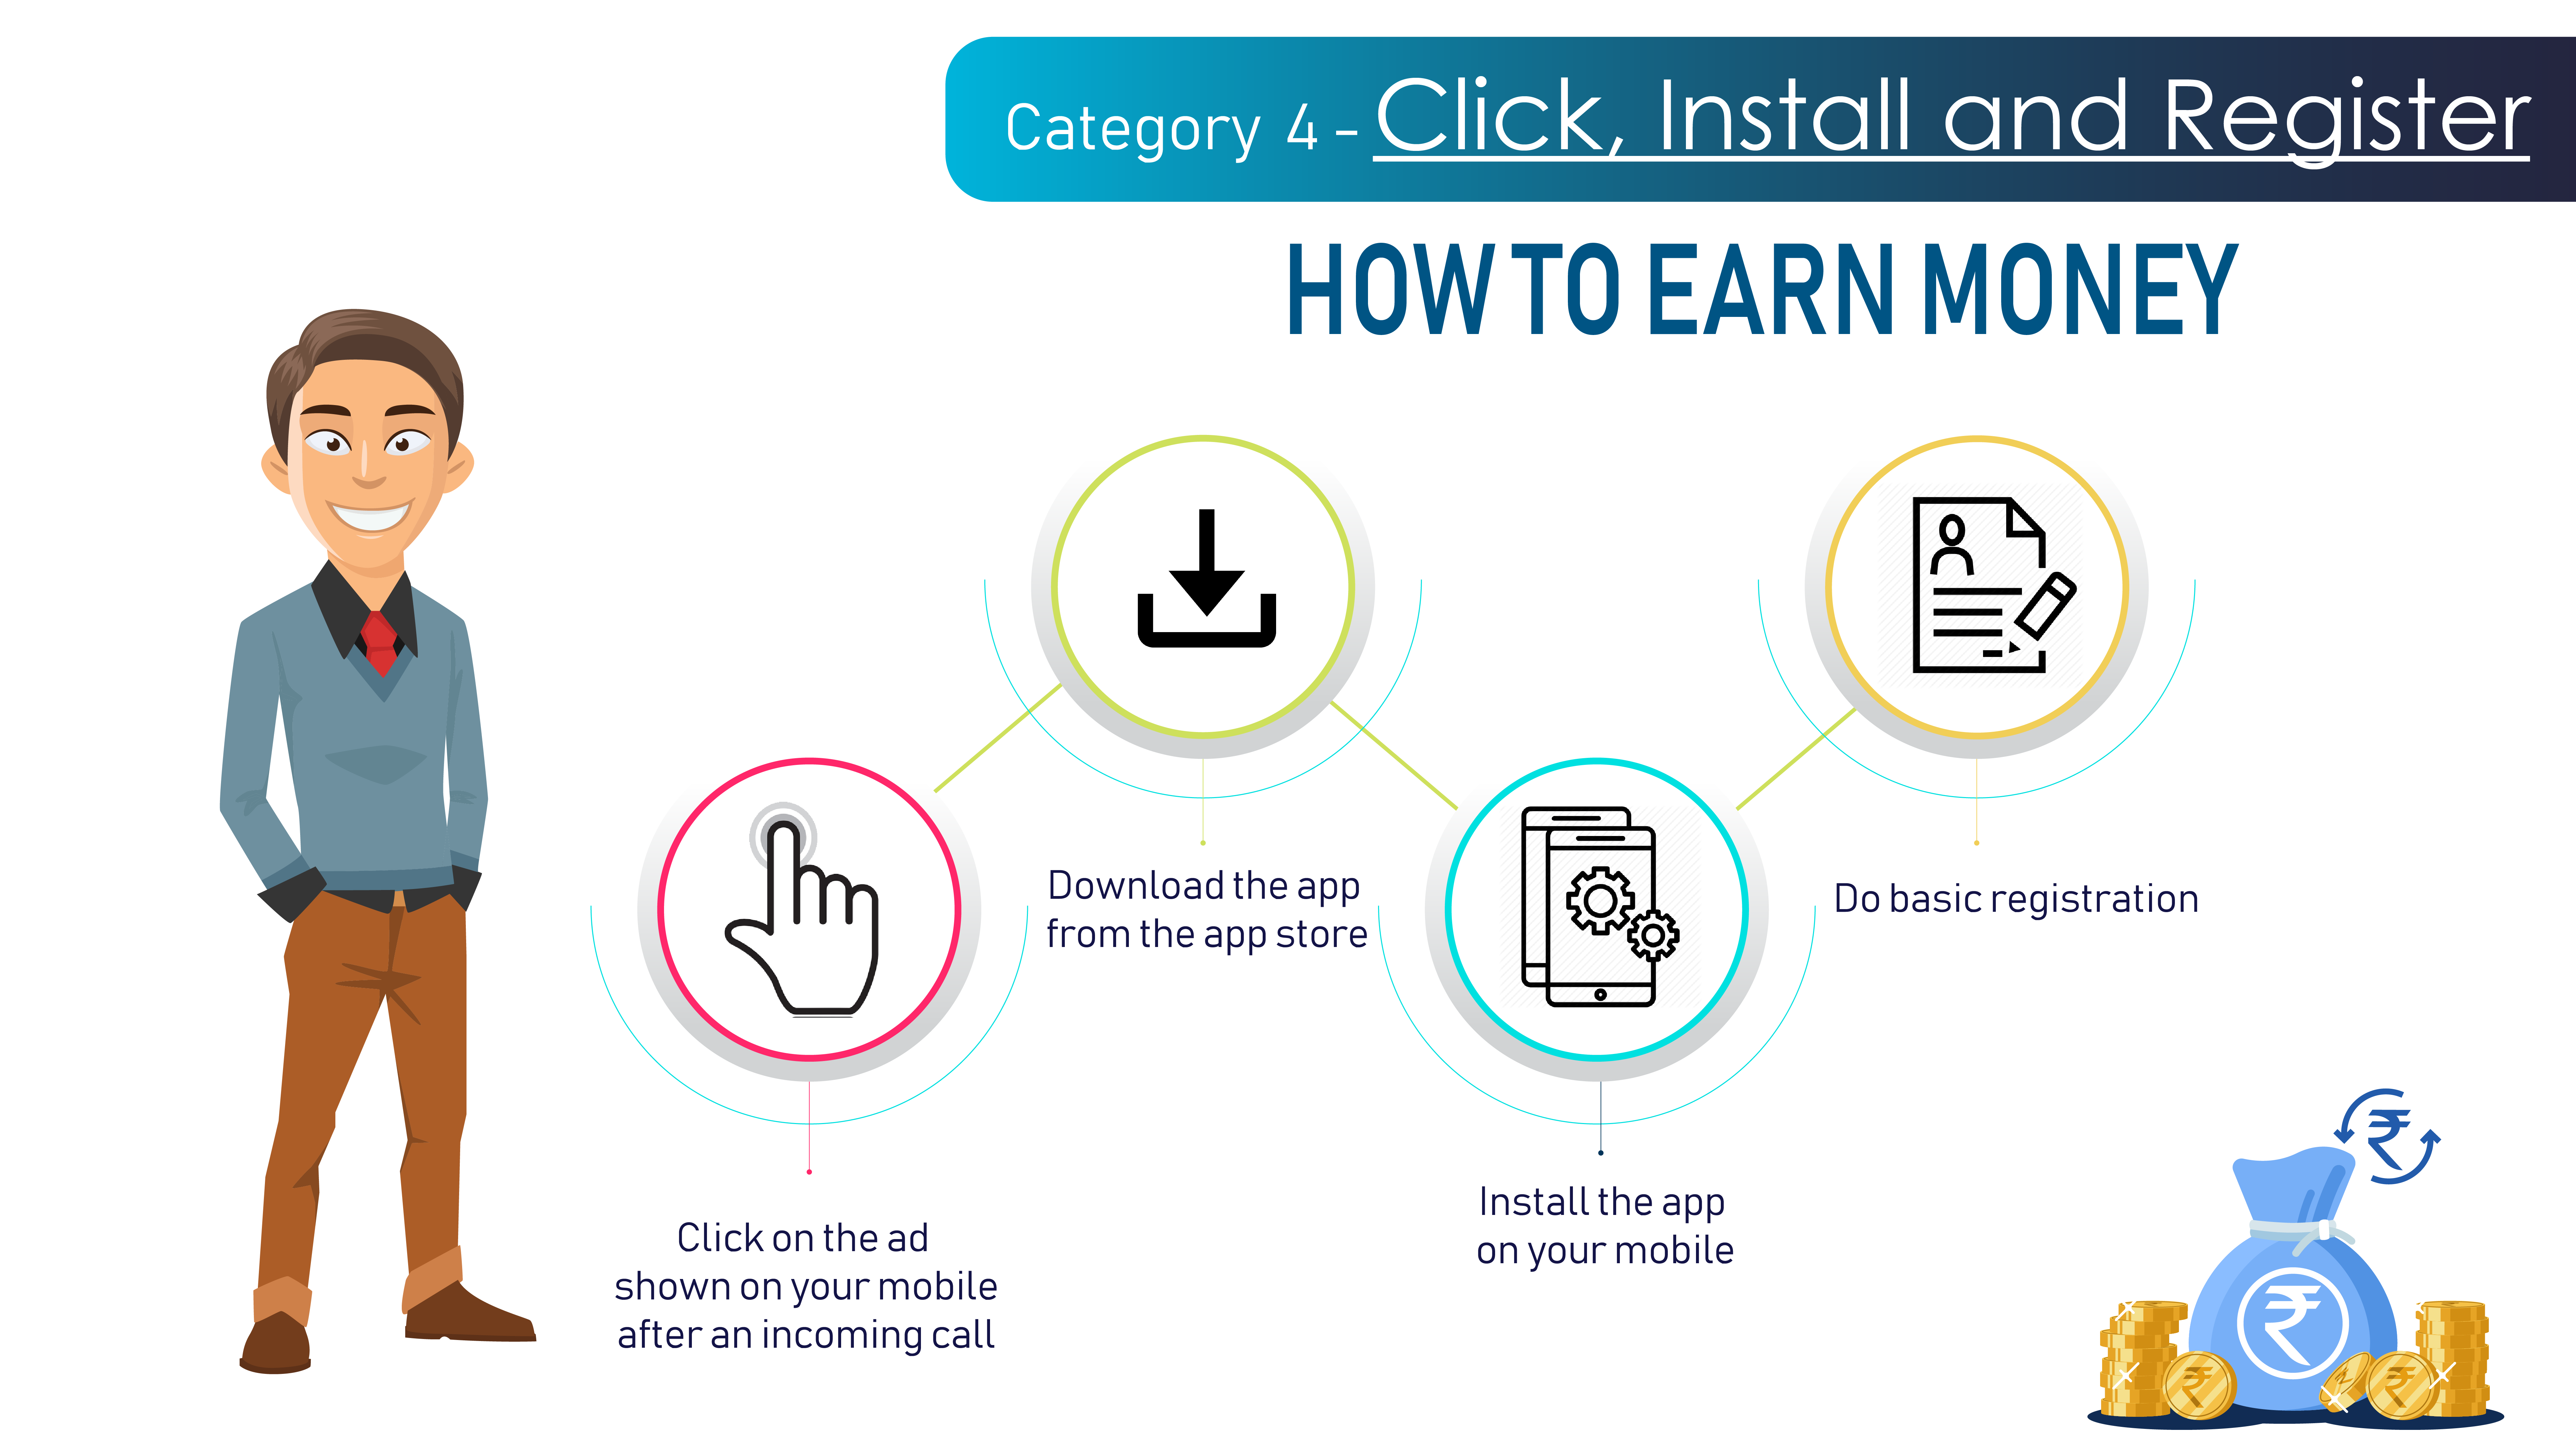 Category 4 - Click, Install and Register
HOW TO EARN MONEY
Click on the ad
shown on your mobile
after an incoming call
Download the app
from the app store
Install the app
on your mobile
Do basic registration
₹
₹
₹
₹
₹